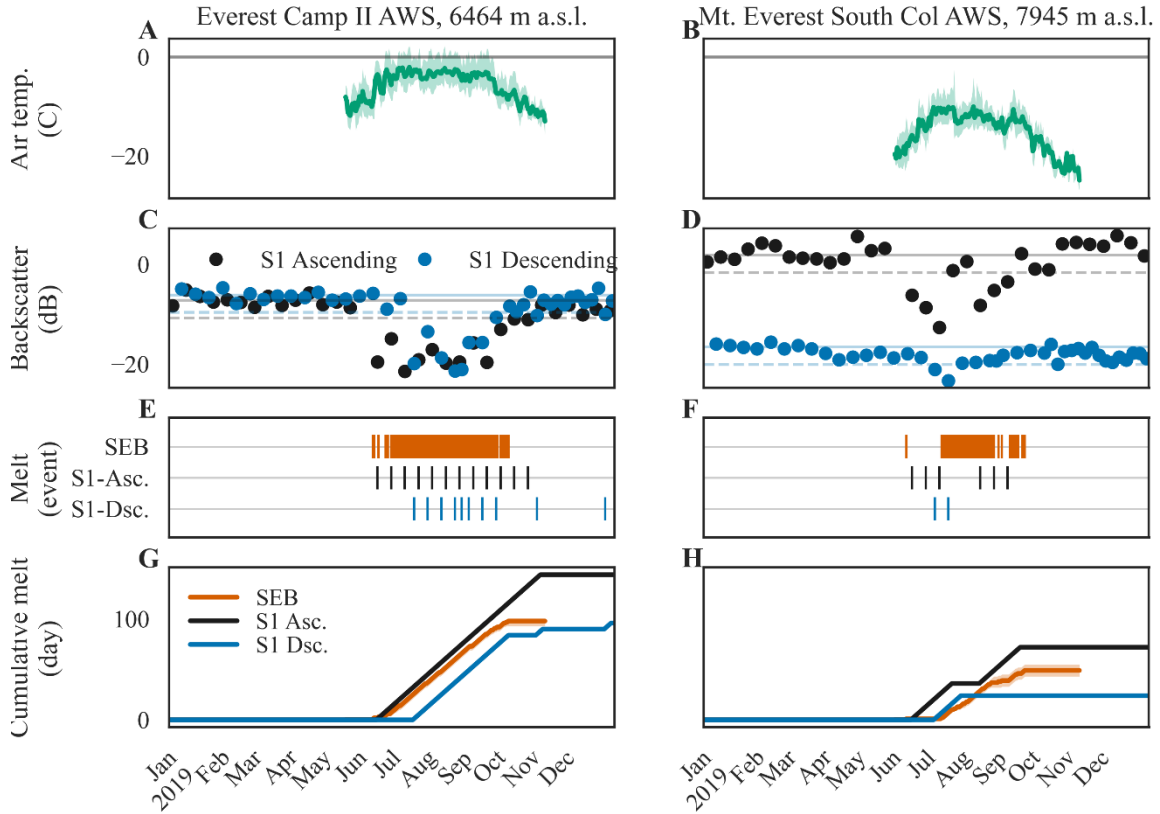 Everest Camp II AWS, 6464 m a.s.l.
Mt. Everest South Col AWS, 7945 m a.s.l.
A
B
Air temp.
(C)
0
−20
C
D
Backscatter
(dB)
0
−20
S1 Ascending
S1 Descending
E
F
Melt
(event)
SEB
S1-Asc.
S1-Dsc.
G
H
Cumulative melt
(day)
100
0
SEB
S1 Asc.
S1 Dsc.
Jan
2019
Feb
Mar
Apr
May
Jun
Jul
Aug
Sep
Oct
Nov
Dec
Jan
2019
Feb
Mar
Apr
May
Jun
Jul
Aug
Sep
Oct
Nov
Dec